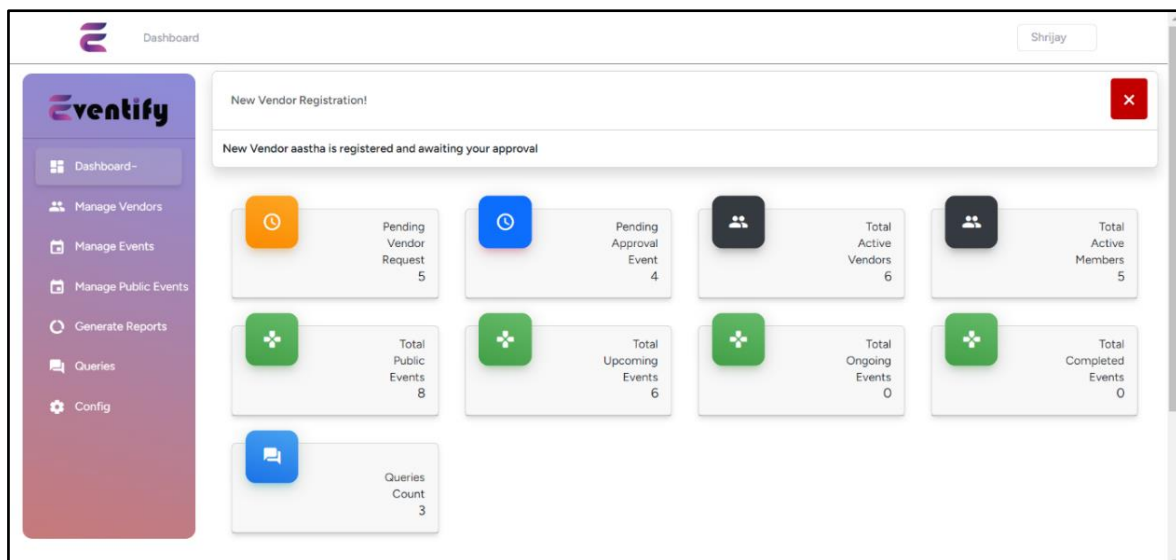 Dashboard
Shrijay
Eventify
Dashboard-
Manage Vendors
Manage Events
Manage Public Events
Generate Reports
Queries
Config
New Vendor Registration!
×
New Vendor aastha is registered and awaiting your approval
Pending
Vendor
Request
5
Pending
Approval
Event
4
Total
Active
Vendors
6
Total
Active
Members
5
Total
Public
Events
8
Total
Upcoming
Events
6
Total
Ongoing
Events
0
Total
Completed
Events
0
Queries
Count
3